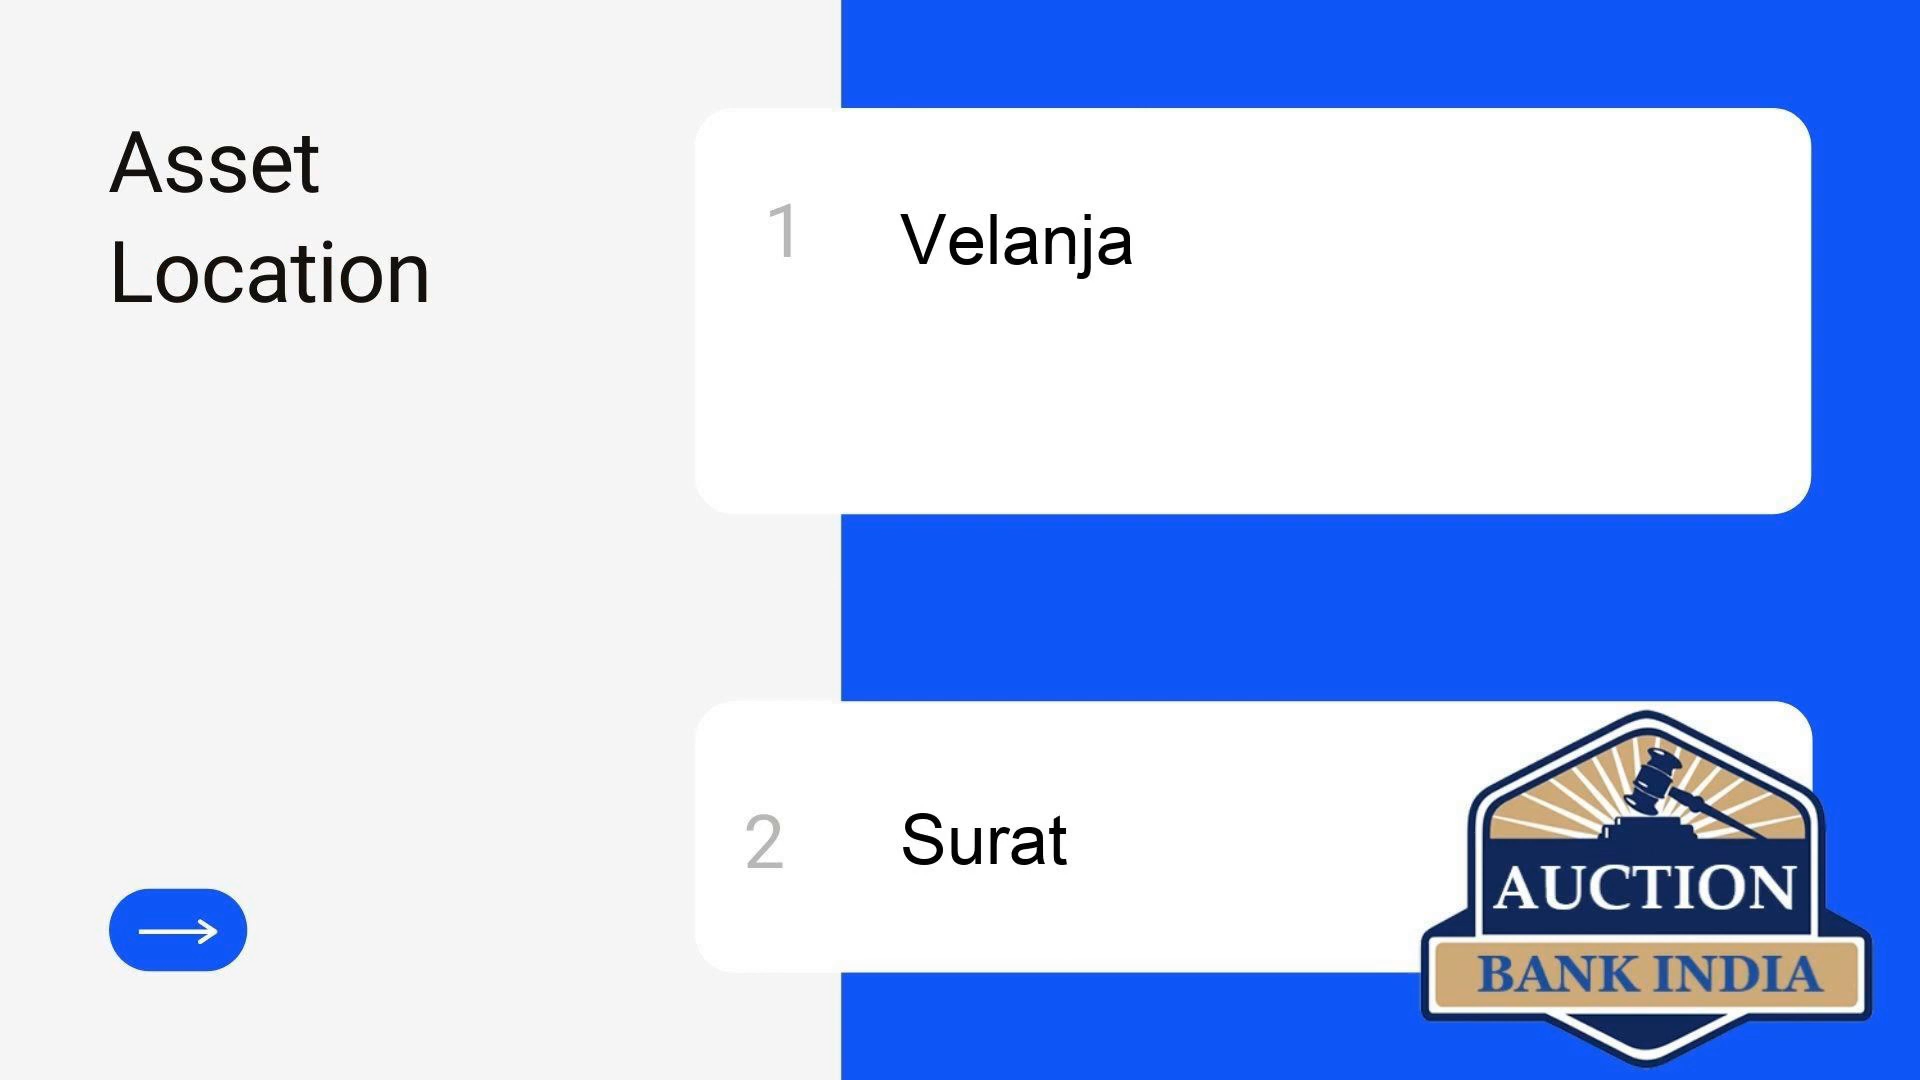 Asset
Location
1
Velanja
2
Surat
AUCTION
BANK INDIA